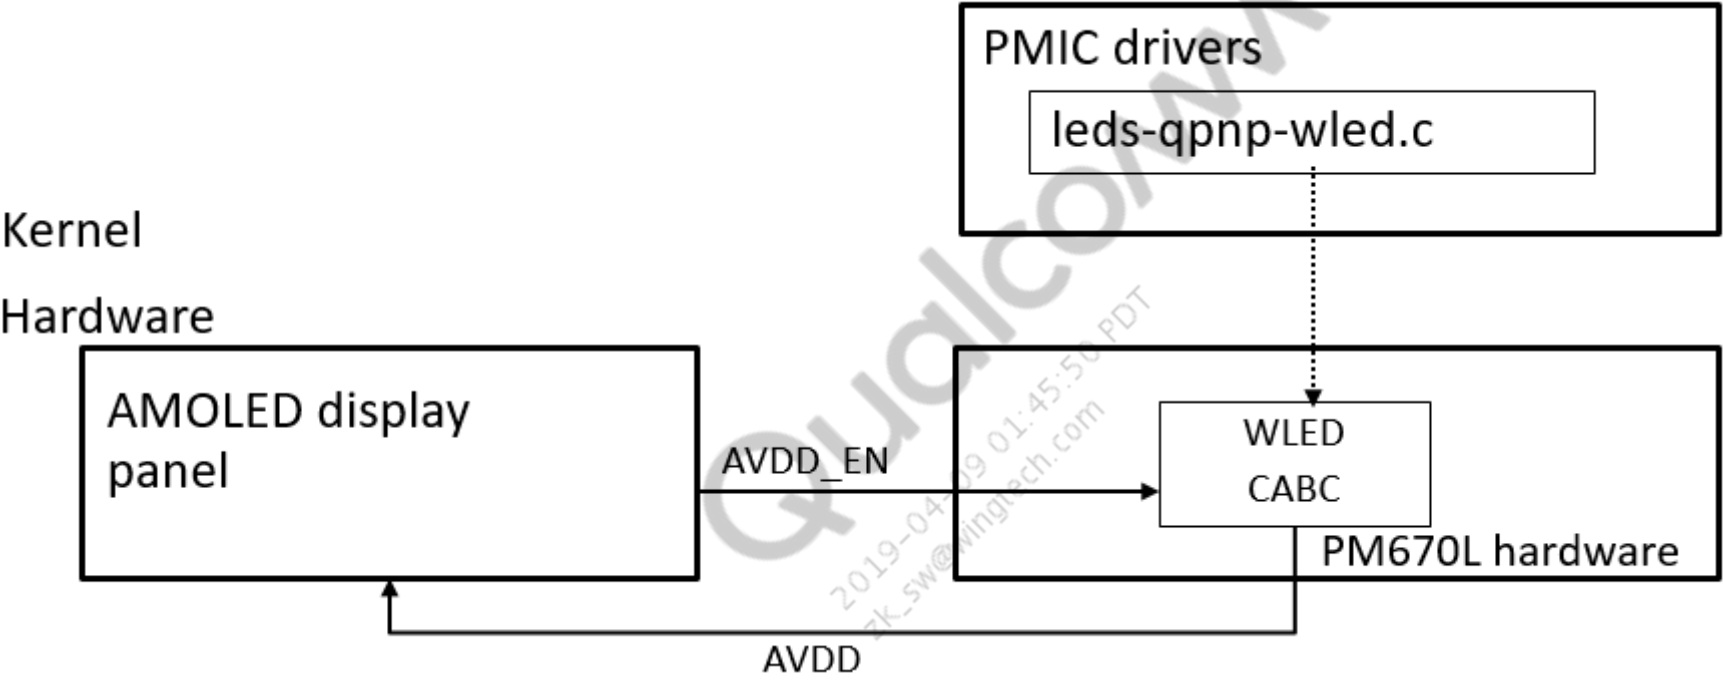 PMIC drivers
leds-qpnp-wled.c
Kernel
Hardware
AMOLED display
panel
AVDD_EN
WLED
CABC
PM670L hardware
AVDD
Qualcomm
2019-04-09 01:45:50 PDT
zk_sw@wingtech.com